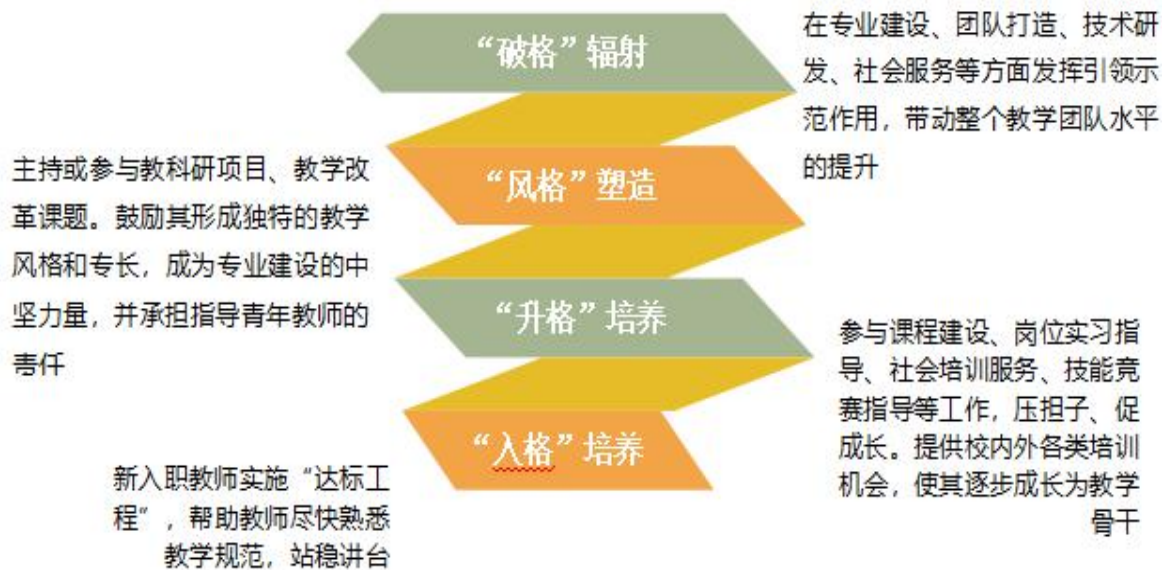 “破格”辐射
在专业建设、团队打造、技术研
发、社会服务等方面发挥引领示
范作用，带动整个教学团队水平
的提升
“风格”塑造
主持或参与教科研项目、教学改
革课题。鼓励其形成独特的教学
风格和专长，成为专业建设的中
坚力量，并承担指导青年教师的
责任
“升格”培养
参与课程建设、岗位实习指
导、社会培训服务、技能竞
赛指导等工作，压担子、促
成长。提供校内外各类培训
机会，使其逐步成长为教学
骨干
“入格”培养
新入职教师实施“达标工
程”，帮助教师尽快熟悉
教学规范，站稳讲台